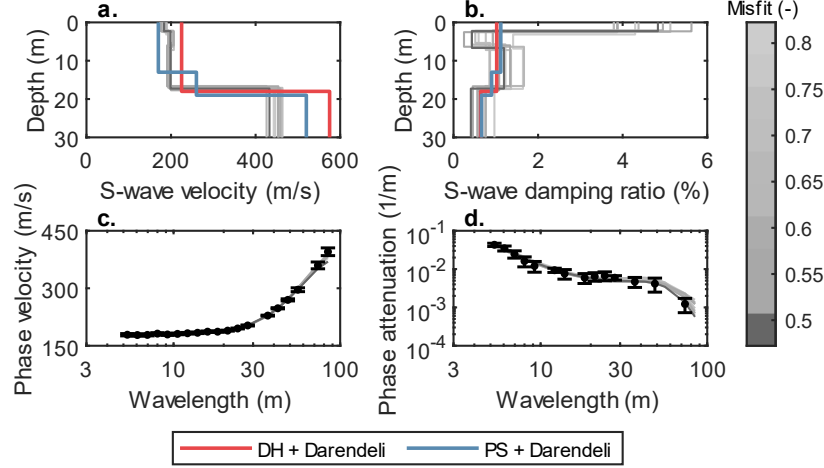 a.
0
10
20
30
Depth (m)
0 200 400 600
S-wave velocity (m/s)
b.
0
10
20
30
Depth (m)
0 2 4 6
S-wave damping ratio (%)
Misfit (-)
0.8
0.75
0.7
0.65
0.6
0.55
0.5
c.
450
300
150
Phase velocity (m/s)
3 10 30 100
Wavelength (m)
d.
10-1
10-2
10-3
10-4
Phase attenuation (1/m)
3 10 30 100
Wavelength (m)
DH + Darendeli PS + Darendeli